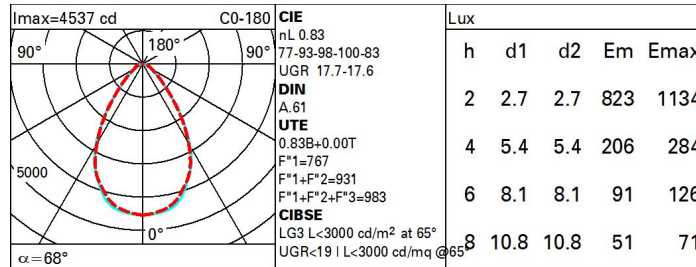 Imax=4537 cd C0-180
90° 180° 90°
5000
0°
α=68°
CIE
nL 0.83
77-93-98-100-83
UGR 17.7-17.6
DIN
A.61
UTE
0.83B+0.00T
F"1=767
F"1+F"2=931
F"1+F"2+F"3=983
CIBSE
LG3 L<3000 cd/m² at 65°
UGR<19 | L<3000 cd/mq @65°
Lux
h d1 d2 Em Emax
2 2.7 2.7 823 1134
4 5.4 5.4 206 284
6 8.1 8.1 91 126
8 10.8 10.8 51 71